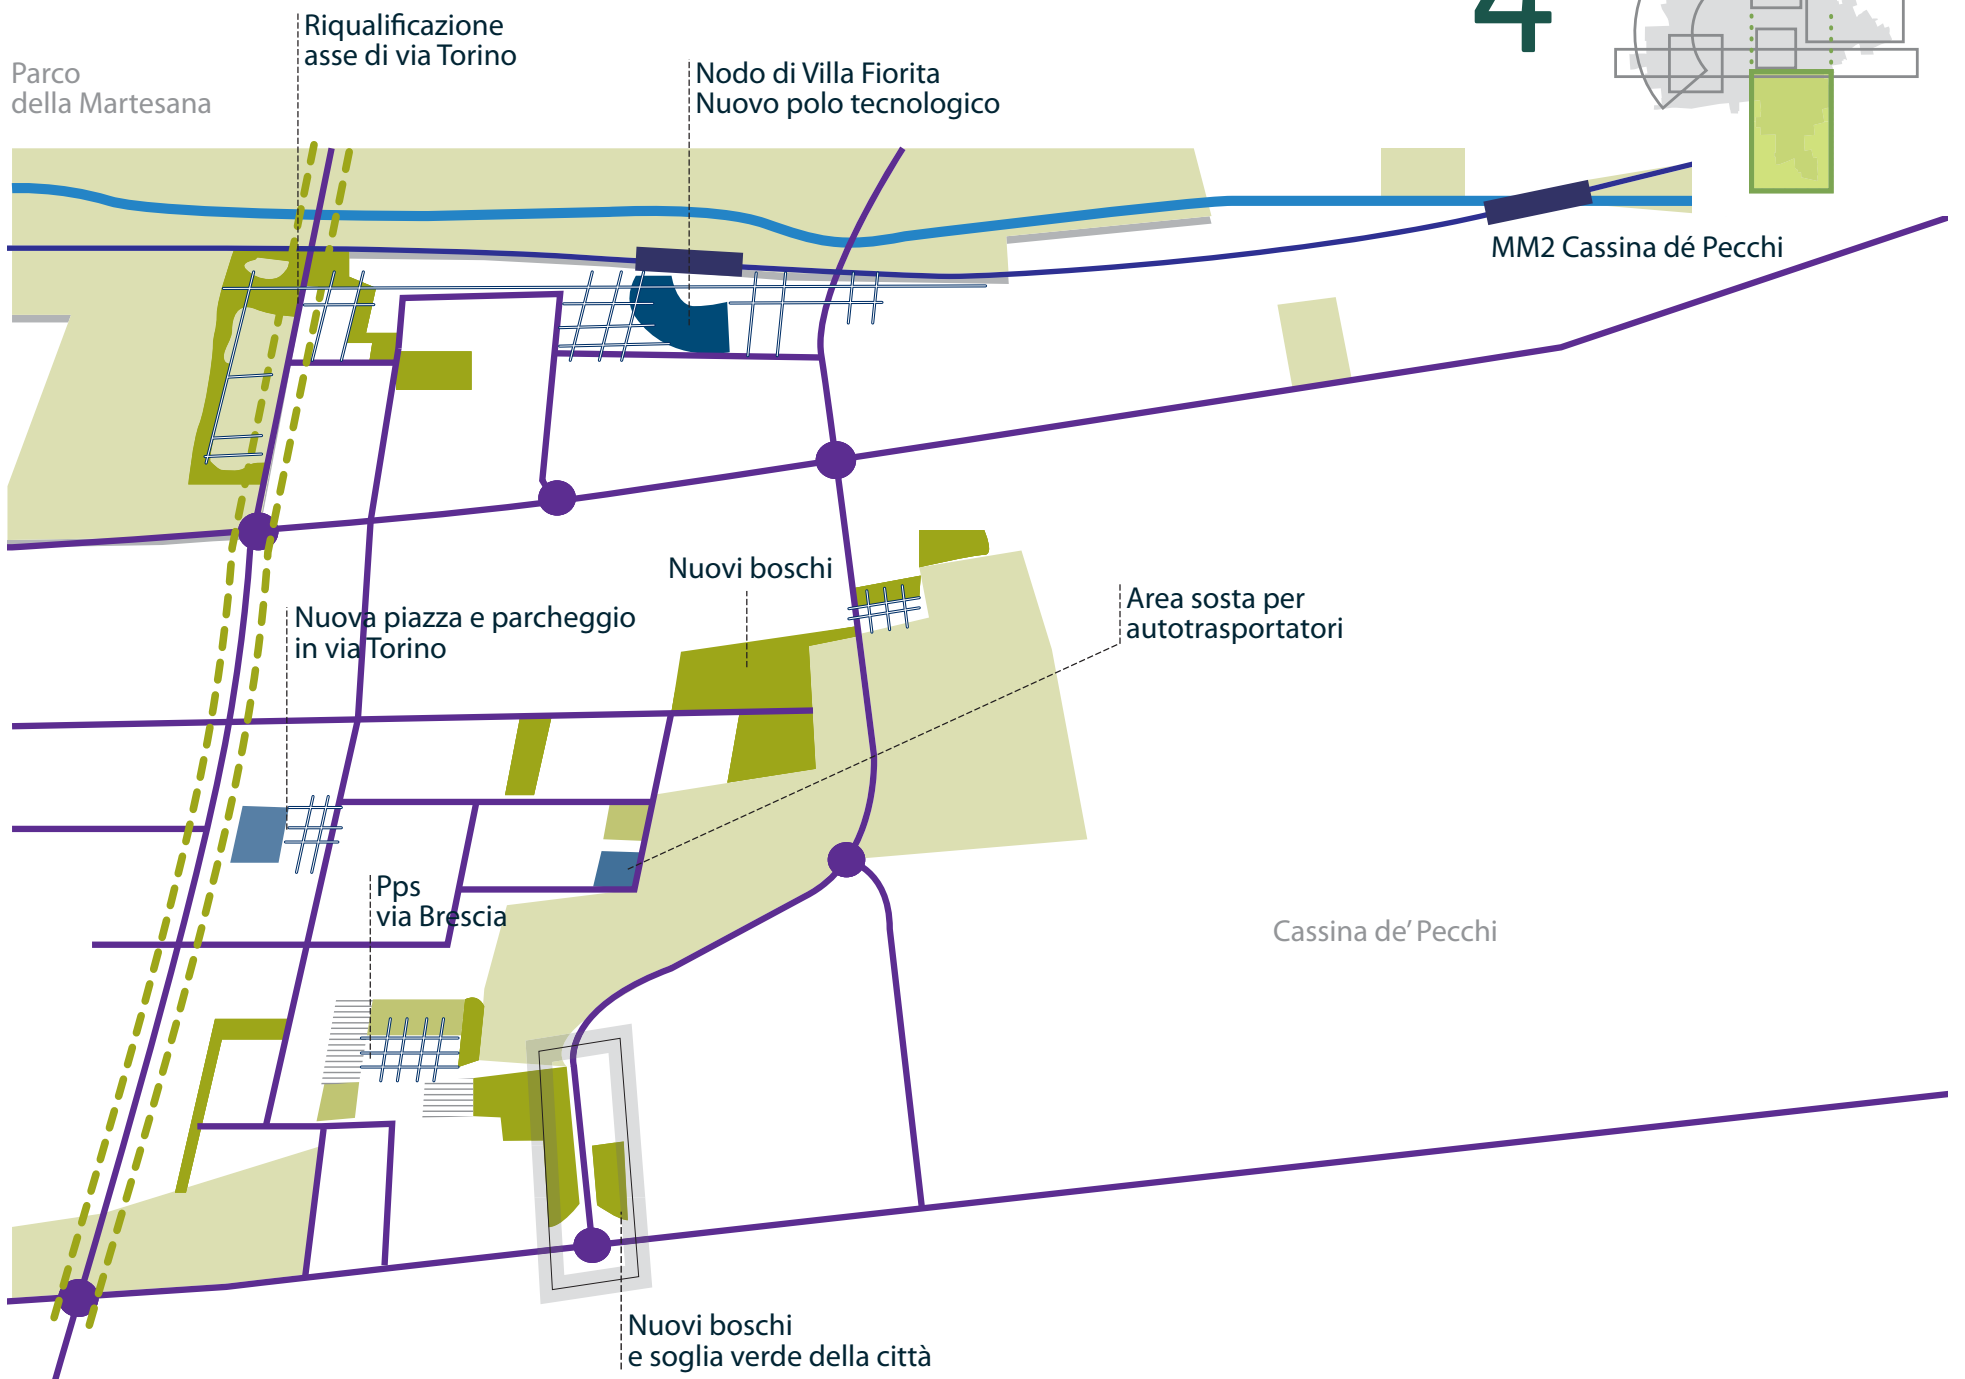 4
Riqualificazione
asse di via Torino
Parco
della Martesana
Nodo di Villa Fiorita
Nuovo polo tecnologico
MM2 Cassina dé Pecchi
Nuovi boschi
Area sosta per
autotrasportatori
Nuova piazza e parcheggio
in via Torino
Pps
via Brescia
Cassina de’ Pecchi
Nuovi boschi
e soglia verde della città